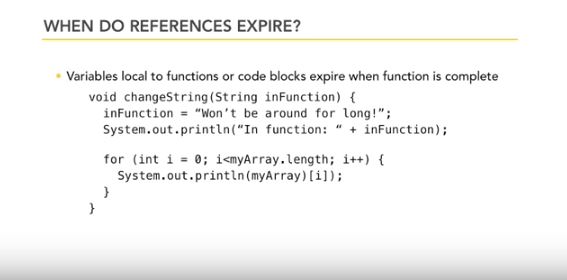 WHEN DO REFERENCES EXPIRE?
• Variables local to functions or code blocks expire when function is complete
void changeString(String inFunction) {
inFunction = “Won’t be around for long!”;
System.out.println(“In function: “ + inFunction);
for (int i = 0; i<myArray.length; i++) {
System.out.println(myArray)[i]);
}
}